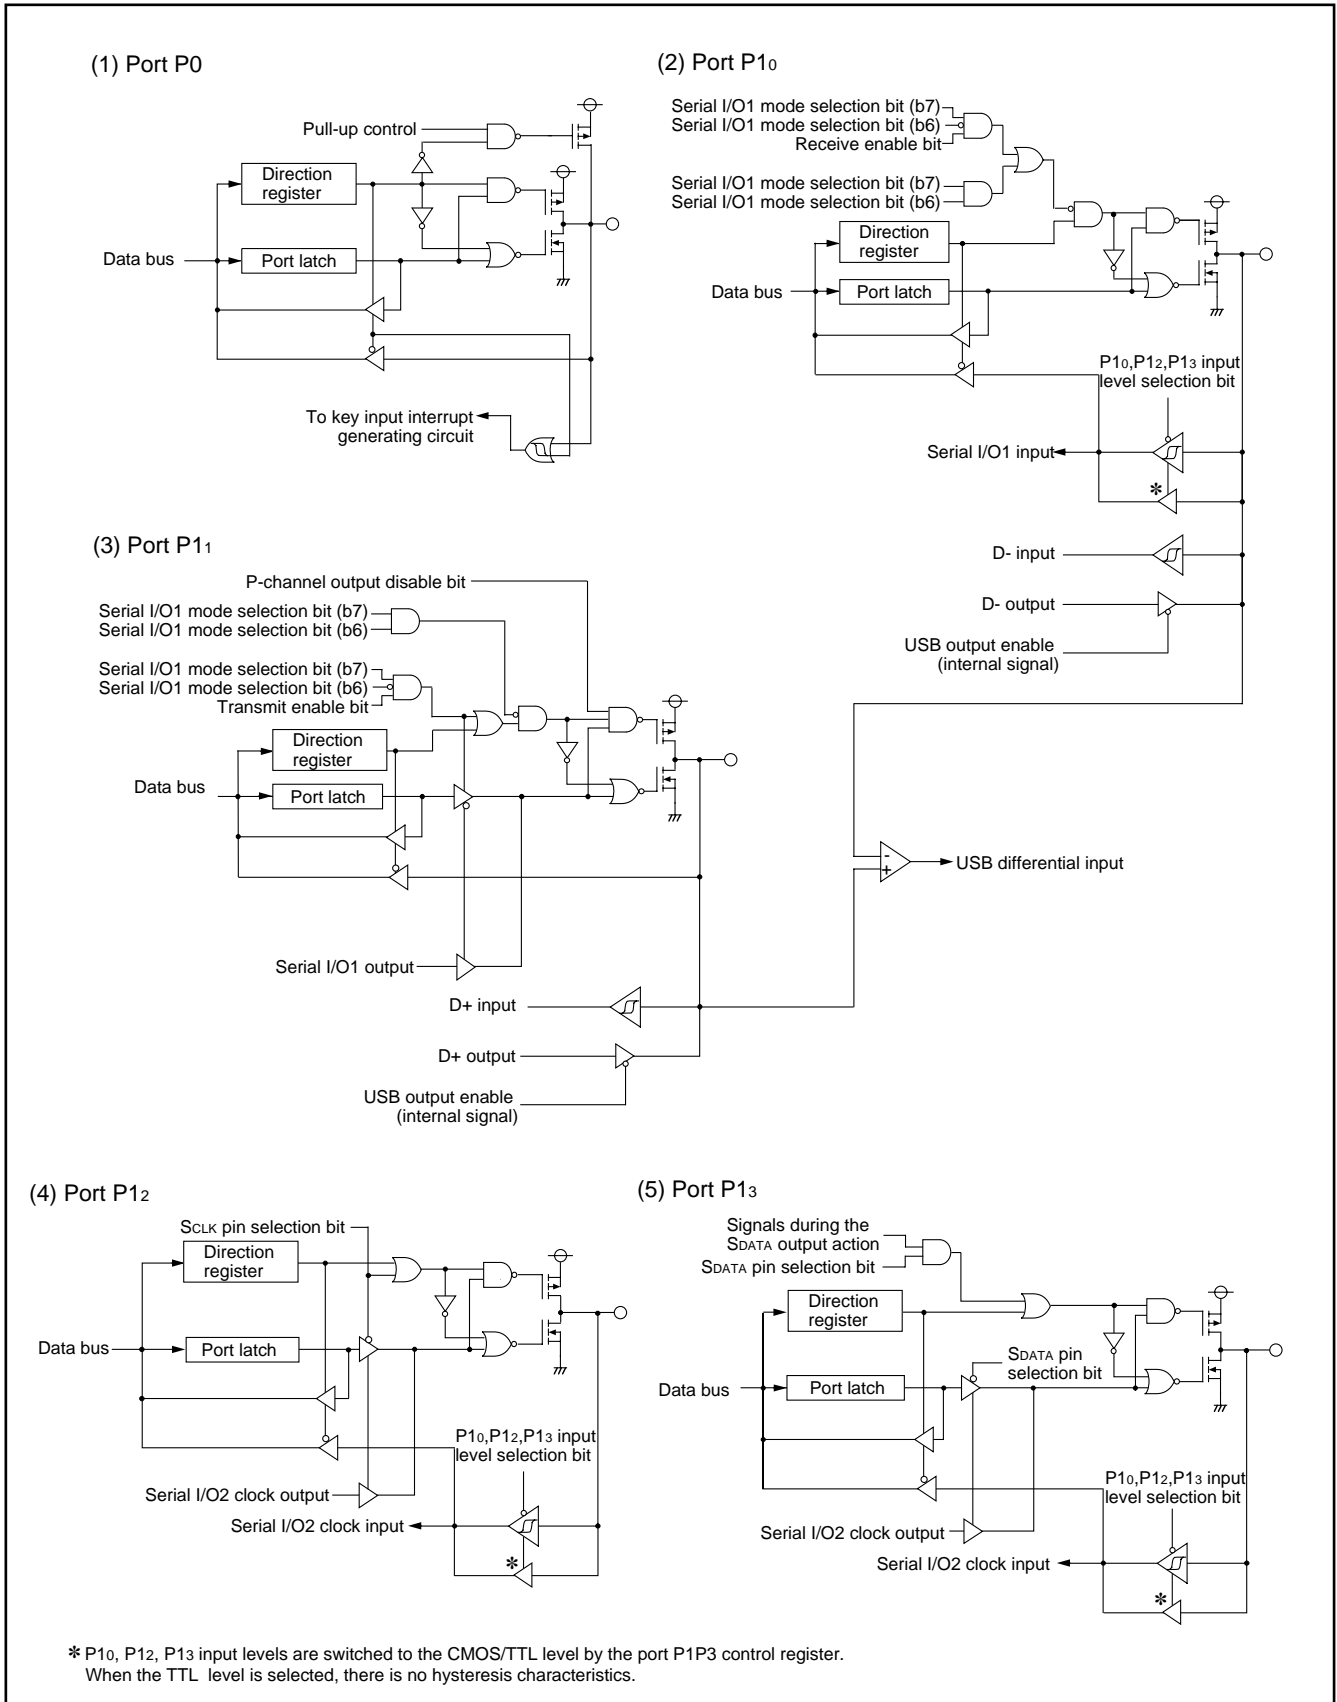 (1) Port P0
Pull-up control
Direction
register
Data bus
Port latch
To key input interrupt
generating circuit
(2) Port P10
Serial I/O1 mode selection bit (b7)
Serial I/O1 mode selection bit (b6)
Receive enable bit
Serial I/O1 mode selection bit (b7)
Serial I/O1 mode selection bit (b6)
Direction
register
Data bus
Port latch
P10,P12,P13 input
level selection bit
Serial I/O1 input
*
D- input
D- output
USB output enable
(internal signal)
(3) Port P11
P-channel output disable bit
Serial I/O1 mode selection bit (b7)
Serial I/O1 mode selection bit (b6)
Serial I/O1 mode selection bit (b7)
Serial I/O1 mode selection bit (b6)
Transmit enable bit
Direction
register
Data bus
Port latch
-
+
USB differential input
Serial I/O1 output
D+ input
D+ output
USB output enable
(internal signal)
(4) Port P12
SCLK pin selection bit
Direction
register
Data bus
Port latch
P10,P12,P13 input
level selection bit
Serial I/O2 clock output
Serial I/O2 clock input
*
(5) Port P13
Signals during the
SDATA output action
SDATA pin selection bit
Direction
register
SDATA pin
selection bit
Data bus
Port latch
P10,P12,P13 input
level selection bit
Serial I/O2 clock output
Serial I/O2 clock input
*
* P10, P12, P13 input levels are switched to the CMOS/TTL level by the port P1P3 control register.
When the TTL level is selected, there is no hysteresis characteristics.